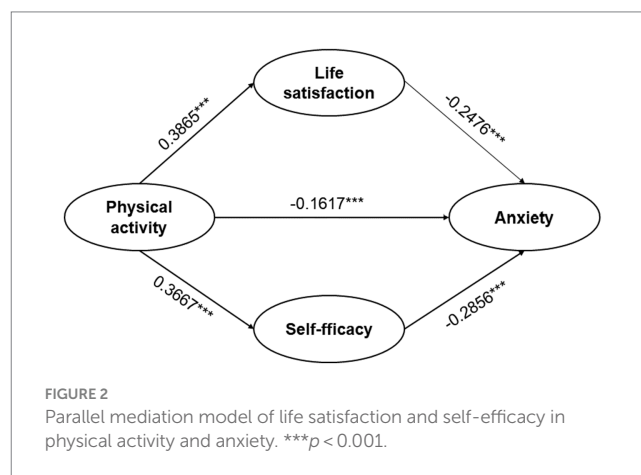 Life
satisfaction
0.3865***
-0.2476***
Physical
activity
-0.1617***
Anxiety
0.3667***
-0.2856***
Self-fficacy
FIGURE 2
Parallel mediation model of life satisfaction and self-efficacy in
physical activity and anxiety. ***p < 0.001.